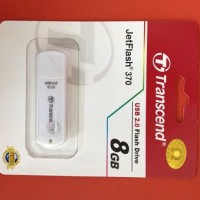 Transcend
JetFlash® 370
USB 2.0 Flash Drive
8GB